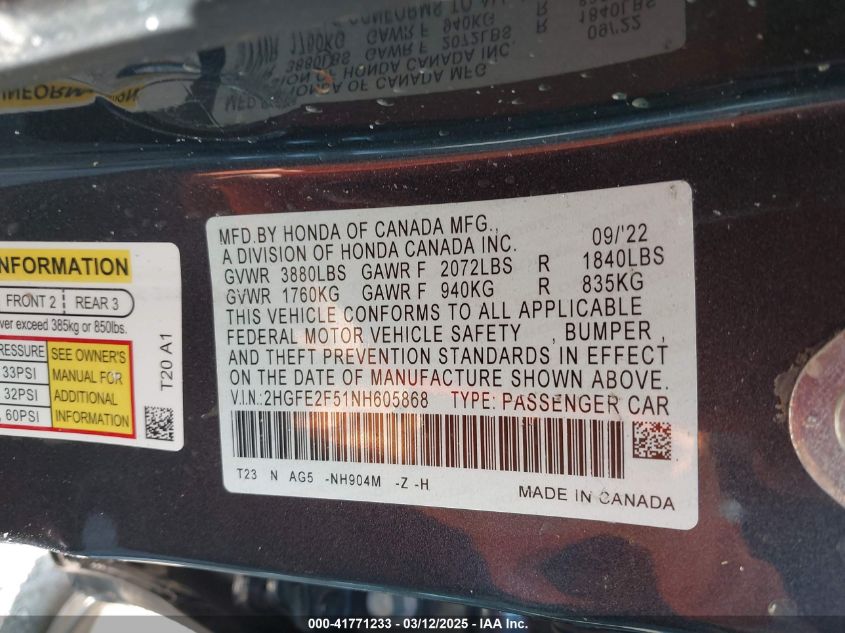 INFORMATION
FRONT 2 REAR 3
ver exceed 385kg or 850lbs.
PRESSURE SEE OWNER'S
33PSI MANUAL FOR
32PSI ADDITIONAL
60PSI INFORMATION
T20 A1
MFD.BY HONDA OF CANADA MFG., 09/'22
A DIVISION OF HONDA CANADA INC.
GVWR 3880LBS GAWR F 2072LBS R 1840LBS
GVWR 1760KG GAWR F 940KG R 835KG
THIS VEHICLE CONFORMS TO ALL APPLICABLE
FEDERAL MOTOR VEHICLE SAFETY , BUMPER ,
AND THEFT PREVENTION STANDARDS IN EFFECT
ON THE DATE OF MANUFACTURE SHOWN ABOVE.
V.I.N.:2HGFE2F51NH605868 TYPE: PASSENGER CAR
T23 N AG5 -NH904M -Z -H
MADE IN CANADA
000-41771233 - 03/12/2025 - IAAI.com